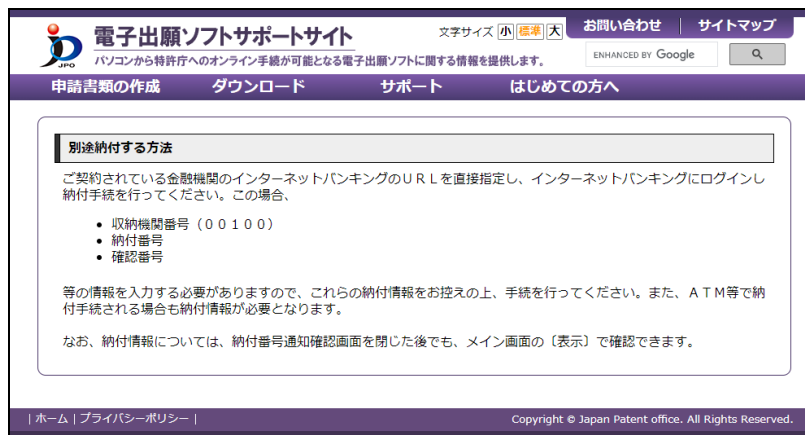 電子出願ソフトサポートサイト
パソコンから特許庁へのオンライン手続が可能となる電子出願ソフトに関する情報を提供します。
文字サイズ 小 標準 大
お問い合わせ | サイトマップ
ENHANCED BY Google
JPO
申請書類の作成 ダウンロード サポート はじめての方へ
別途納付する方法
ご契約されている金融機関のインターネットバンキングのＵＲＬを直接指定し、インターネットバンキングにログインし
納付手続を行ってください。この場合、
• 収納機関番号（００１００）
• 納付番号
• 確認番号
等の情報を入力する必要がありますので、これらの納付情報をお控えの上、手続を行ってください。また、ＡＴＭ等で納
付手続される場合も納付情報が必要となります。
なお、納付情報については、納付番号通知確認画面を閉じた後でも、メイン画面の〔表示〕で確認できます。
| ホーム | プライバシーポリシー |
Copyright © Japan Patent office. All Rights Reserved.